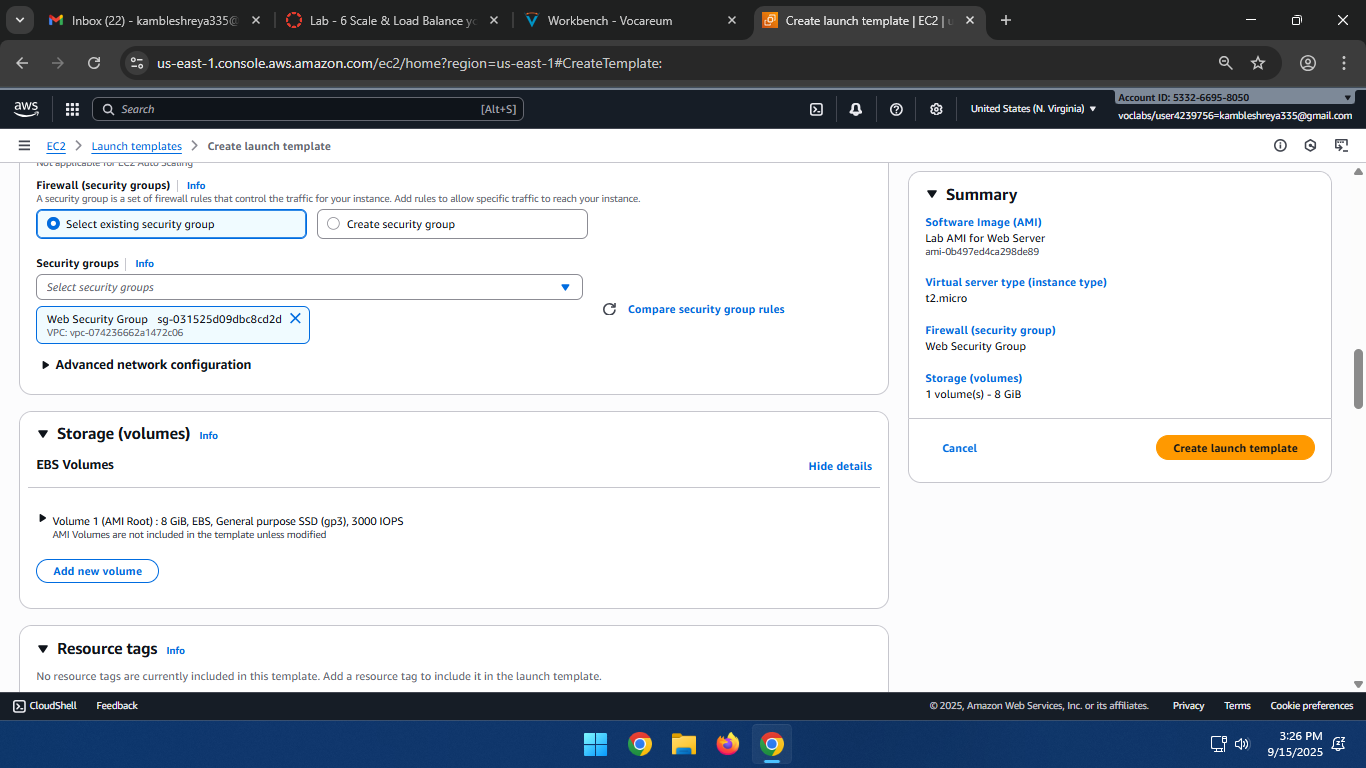 Inbox (22) - kambleshreya335@
Lab - 6 Scale & Load Balance yo
Workbench - Vocareum
Create launch template | EC2 | u
us-east-1.console.aws.amazon.com/ec2/home?region=us-east-1#CreateTemplate:
aws
Search
[Alt+S]
United States (N. Virginia)
Account ID: 5332-6695-8050
voclabs/user4239756=kambleshreya335@gmail.com
EC2
Launch templates
Create launch template
Not applicable for EC2 Auto Scaling
Firewall (security groups) Info
A security group is a set of firewall rules that control the traffic for your instance. Add rules to allow specific traffic to reach your instance.
Select existing security group
Create security group
Security groups Info
Select security groups
Web Security Group sg-031525d09dbc8cd2d
VPC: vpc-074236662a1472c06
Compare security group rules
Advanced network configuration
Storage (volumes) Info
EBS Volumes
Hide details
Volume 1 (AMI Root) : 8 GiB, EBS, General purpose SSD (gp3), 3000 IOPS
AMI Volumes are not included in the template unless modified
Add new volume
Resource tags Info
No resource tags are currently included in this template. Add a resource tag to include it in the launch template.
Summary
Software Image (AMI)
Lab AMI for Web Server
ami-0b497ed4ca298de89
Virtual server type (instance type)
t2.micro
Firewall (security group)
Web Security Group
Storage (volumes)
1 volume(s) - 8 GiB
Cancel
Create launch template
CloudShell
Feedback
© 2025, Amazon Web Services, Inc. or its affiliates.
Privacy
Terms
Cookie preferences
3:26 PM
9/15/2025